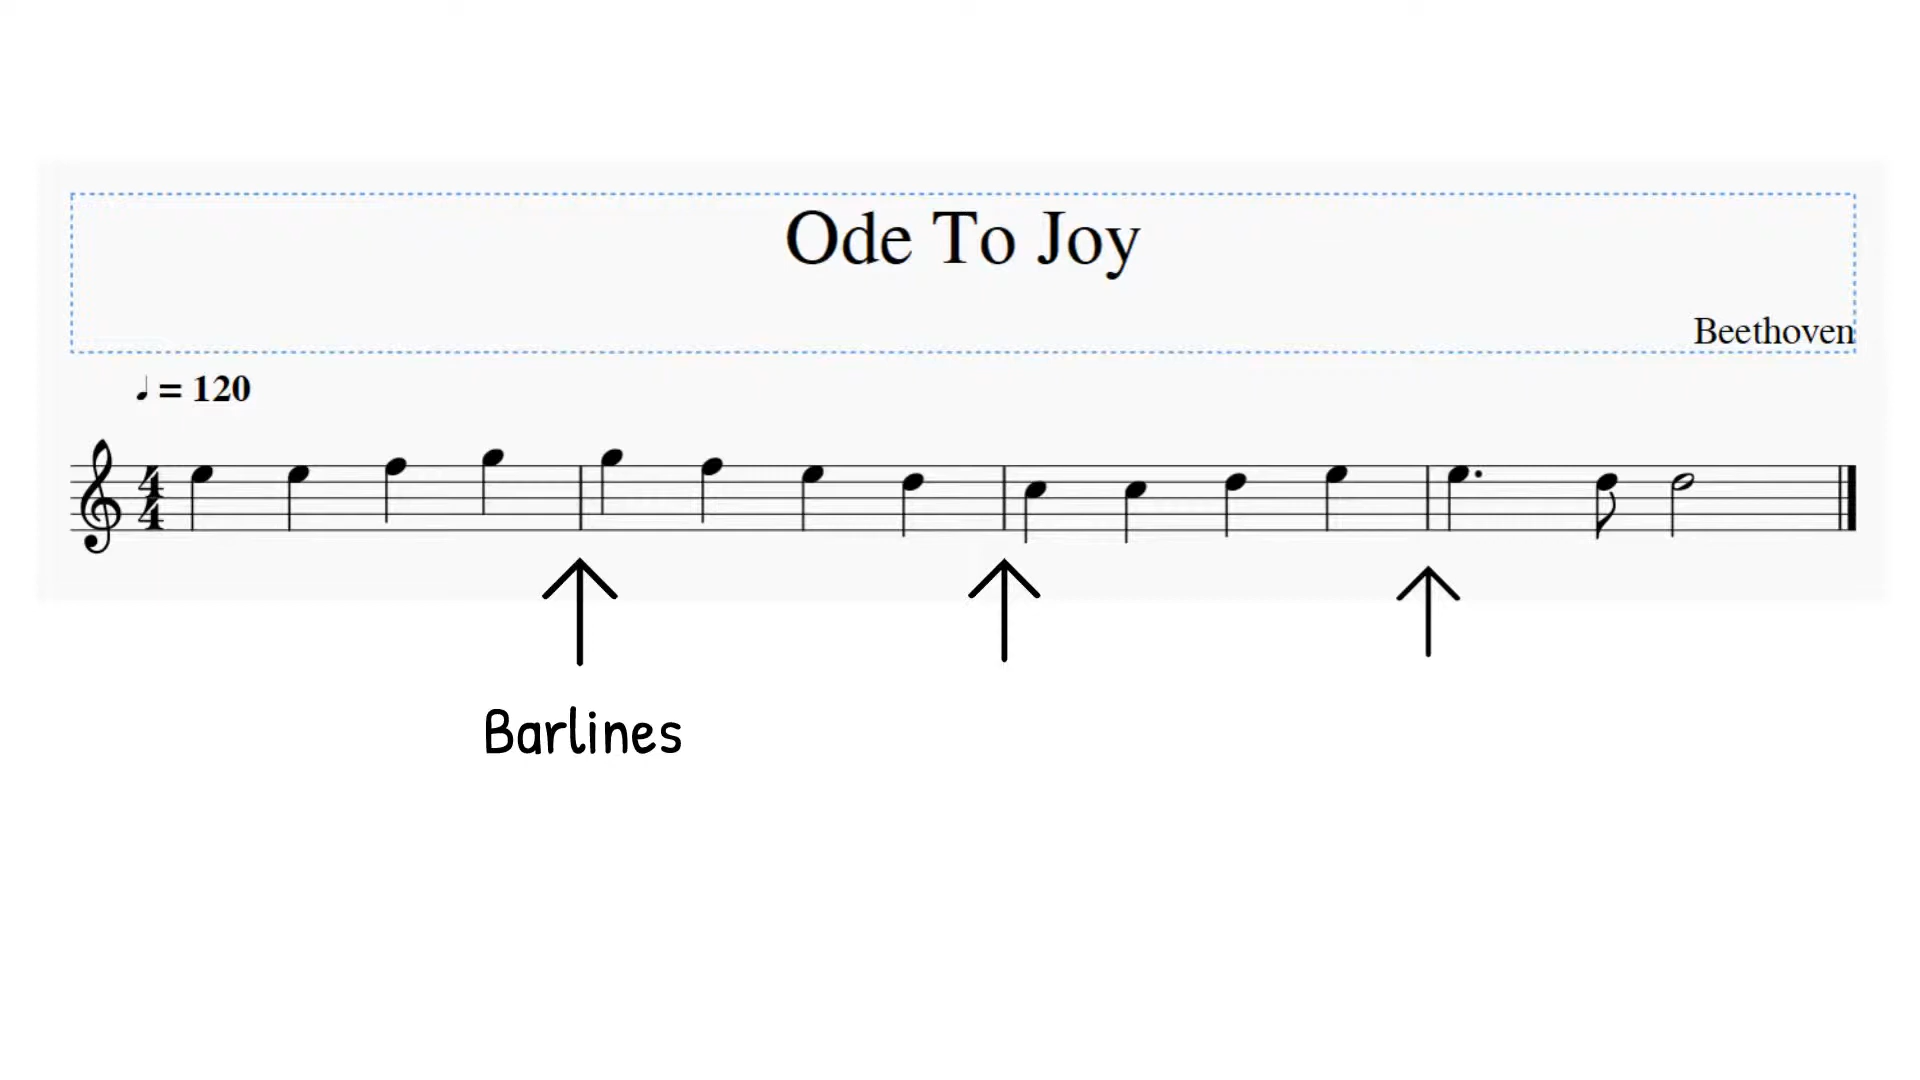 Ode To Joy
Beethoven
♩ = 120
4
4
Barlines